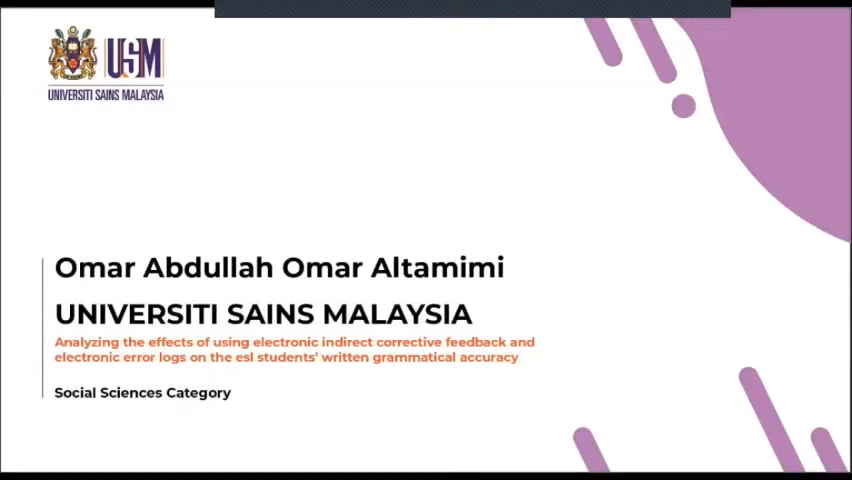 USM
UNIVERSITI SAINS MALAYSIA
Omar Abdullah Omar Altamimi
UNIVERSITI SAINS MALAYSIA
Analyzing the effects of using electronic indirect corrective feedback and
electronic error logs on the esl students' written grammatical accuracy
Social Sciences Category